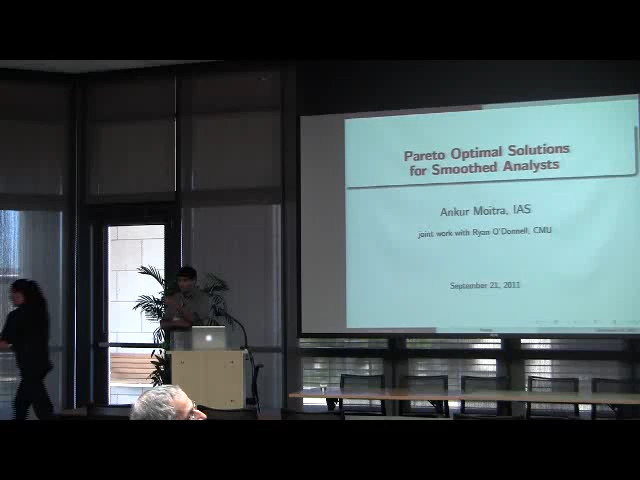 Pareto Optimal Solutions
for Smoothed Analysts
Ankur Moitra, IAS
joint work with Ryan O'Donnell, CMU
September 21, 2011